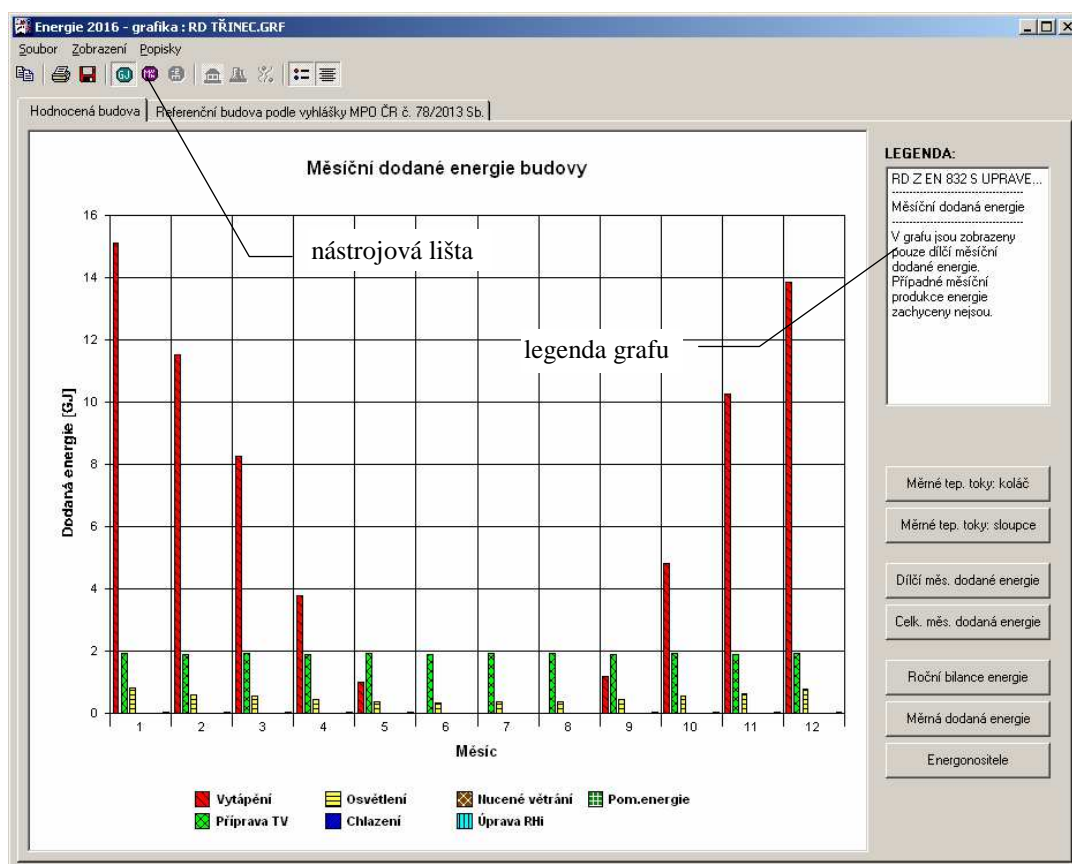 Energie 2016 - grafika : RD TŘINEC.GRF
Soubor Zobrazení Popisky
GJ
Hodnocená budova
Referenční budova podle vyhlášky MPO ČR č. 78/2013 Sb.
Měsíční dodané energie budovy
nástrojová lišta
legenda grafu
Dodaná energie [GJ]
16
14
12
10
8
6
4
2
0
1 2 3 4 5 6 7 8 9 10 11 12
Měsíc
Vytápění
Osvětlení
Nucené větrání
Pom.energie
Příprava TV
Chlazení
Úprava RHi
LEGENDA:
RD Z EN 832 S UPRAVE...
Měsíční dodaná energie
V grafu jsou zobrazeny
pouze dílčí měsíční
dodané energie.
Případné měsíční
produkce energie
zachyceny nejsou.
Měrné tep. toky: koláč
Měrné tep. toky: sloupce
Dílčí měs. dodané energie
Celk. měs. dodaná energie
Roční bilance energie
Měrná dodaná energie
Energonositele